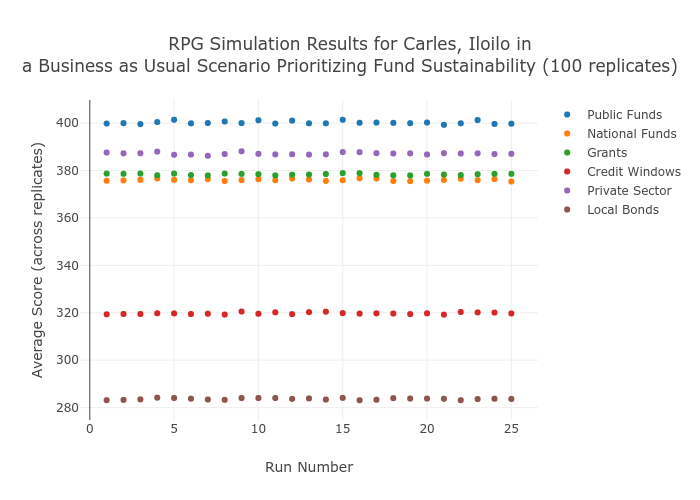 RPG Simulation Results for Carles, Iloilo in
a Business as Usual Scenario Prioritizing Fund Sustainability (100 replicates)
Average Score (across replicates)
400
380
360
340
320
300
280
0
5
10
15
20
25
Run Number
Public Funds
National Funds
Grants
Credit Windows
Private Sector
Local Bonds